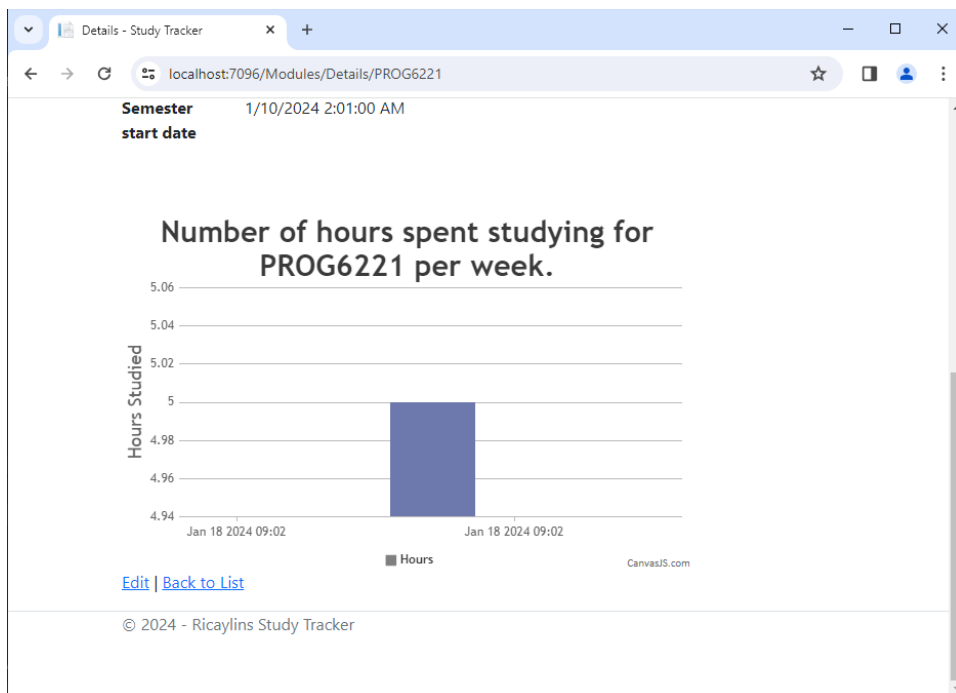 Details - Study Tracker
localhost:7096/Modules/Details/PROG6221
Semester 1/10/2024 2:01:00 AM
start date
Number of hours spent studying for
PROG6221 per week.
5.06
5.04
5.02
5
4.98
4.96
4.94
Hours Studied
Jan 18 2024 09:02 Jan 18 2024 09:02
Hours
CanvasJS.com
Edit | Back to List
© 2024 - Ricaylins Study Tracker